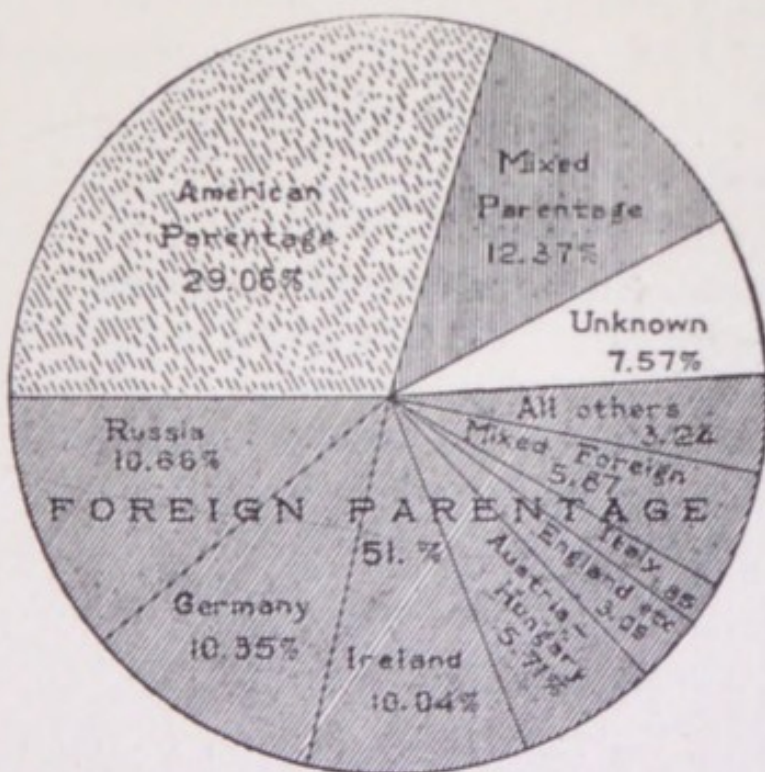 American
Parentage
29.06%
Mixed
Parentage
12.37%
Unknown
7.57%
All others
3.24
Mixed Foreign
5.87
Italy
England etc
3.05
Austria-
Hungary
5.71%
Russia
10.66%
FOREIGN PARENTAGE
51. %
Germany
10.35%
Ireland
10.04%